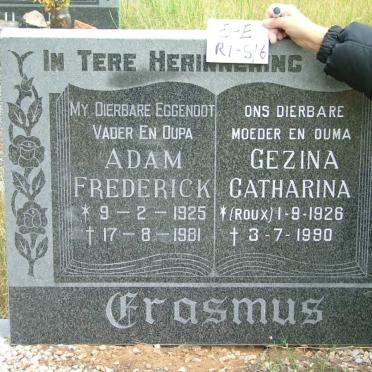 E-E
R1-S16
In Tere Herinnering
My Dierbare Eggenoot
Vader En Oupa
Adam
Frederick
* 9 – 2 – 1925
† 17 – 8 – 1981
ons dierbare
moeder en ouma
Gezina
Catharina
*(Roux) 1-9-1926
† 3-7-1990
Erasmus